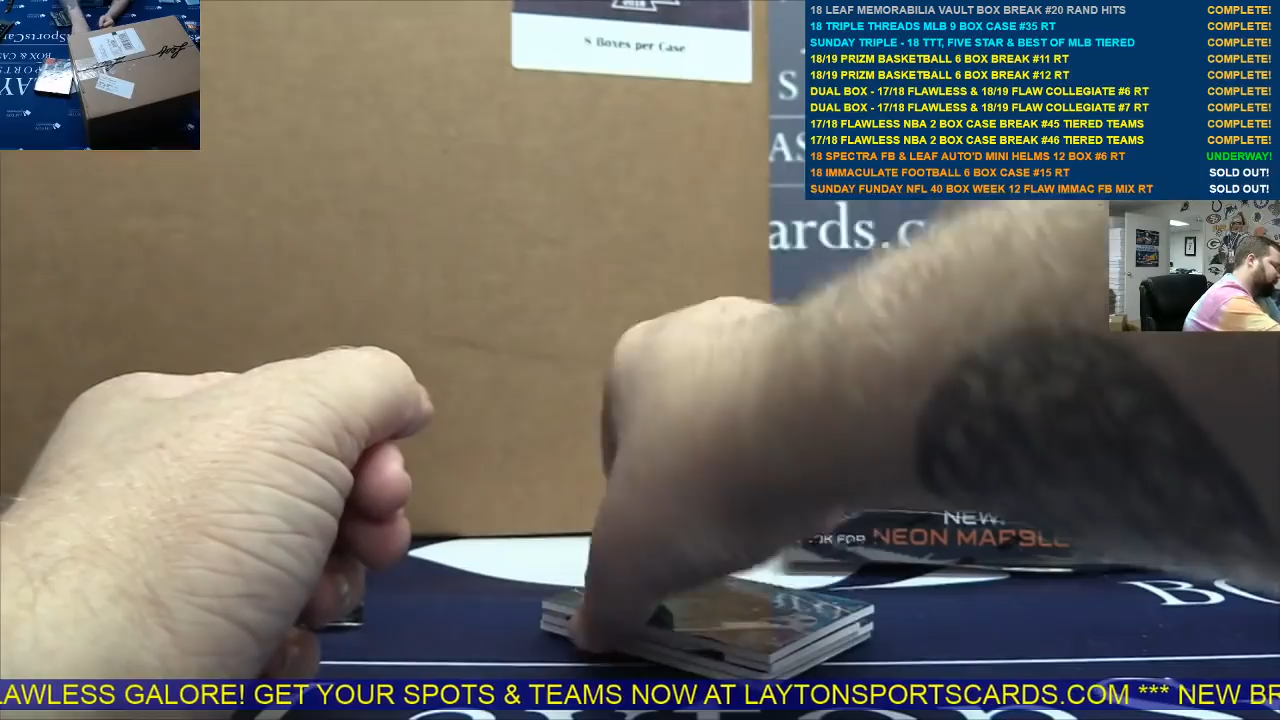 18 LEAF MEMORABILIA VAULT BOX BREAK #20 RAND HITS COMPLETE!
18 TRIPLE THREADS MLB 9 BOX CASE #35 RT COMPLETE!
SUNDAY TRIPLE - 18 TTT, FIVE STAR & BEST OF MLB TIERED COMPLETE!
18/19 PRIZM BASKETBALL 6 BOX BREAK #11 RT COMPLETE!
18/19 PRIZM BASKETBALL 6 BOX BREAK #12 RT COMPLETE!
DUAL BOX - 17/18 FLAWLESS & 18/19 FLAW COLLEGIATE #6 RT COMPLETE!
DUAL BOX - 17/18 FLAWLESS & 18/19 FLAW COLLEGIATE #7 RT COMPLETE!
17/18 FLAWLESS NBA 2 BOX CASE BREAK #45 TIERED TEAMS COMPLETE!
17/18 FLAWLESS NBA 2 BOX CASE BREAK #46 TIERED TEAMS COMPLETE!
18 SPECTRA FB & LEAF AUTO'D MINI HELMS 12 BOX #6 RT UNDERWAY!
18 IMMACULATE FOOTBALL 6 BOX CASE #15 RT SOLD OUT!
SUNDAY FUNDAY NFL 40 BOX WEEK 12 FLAW IMMAC FB MIX RT SOLD OUT!
8 Boxes per Case
S
AS
ards.c
Leaf
NEW
OK FOR NEON MARBLE
BO
AWLESS GALORE! GET YOUR SPOTS & TEAMS NOW AT LAYTONSPORTSCARDS.COM *** NEW BR